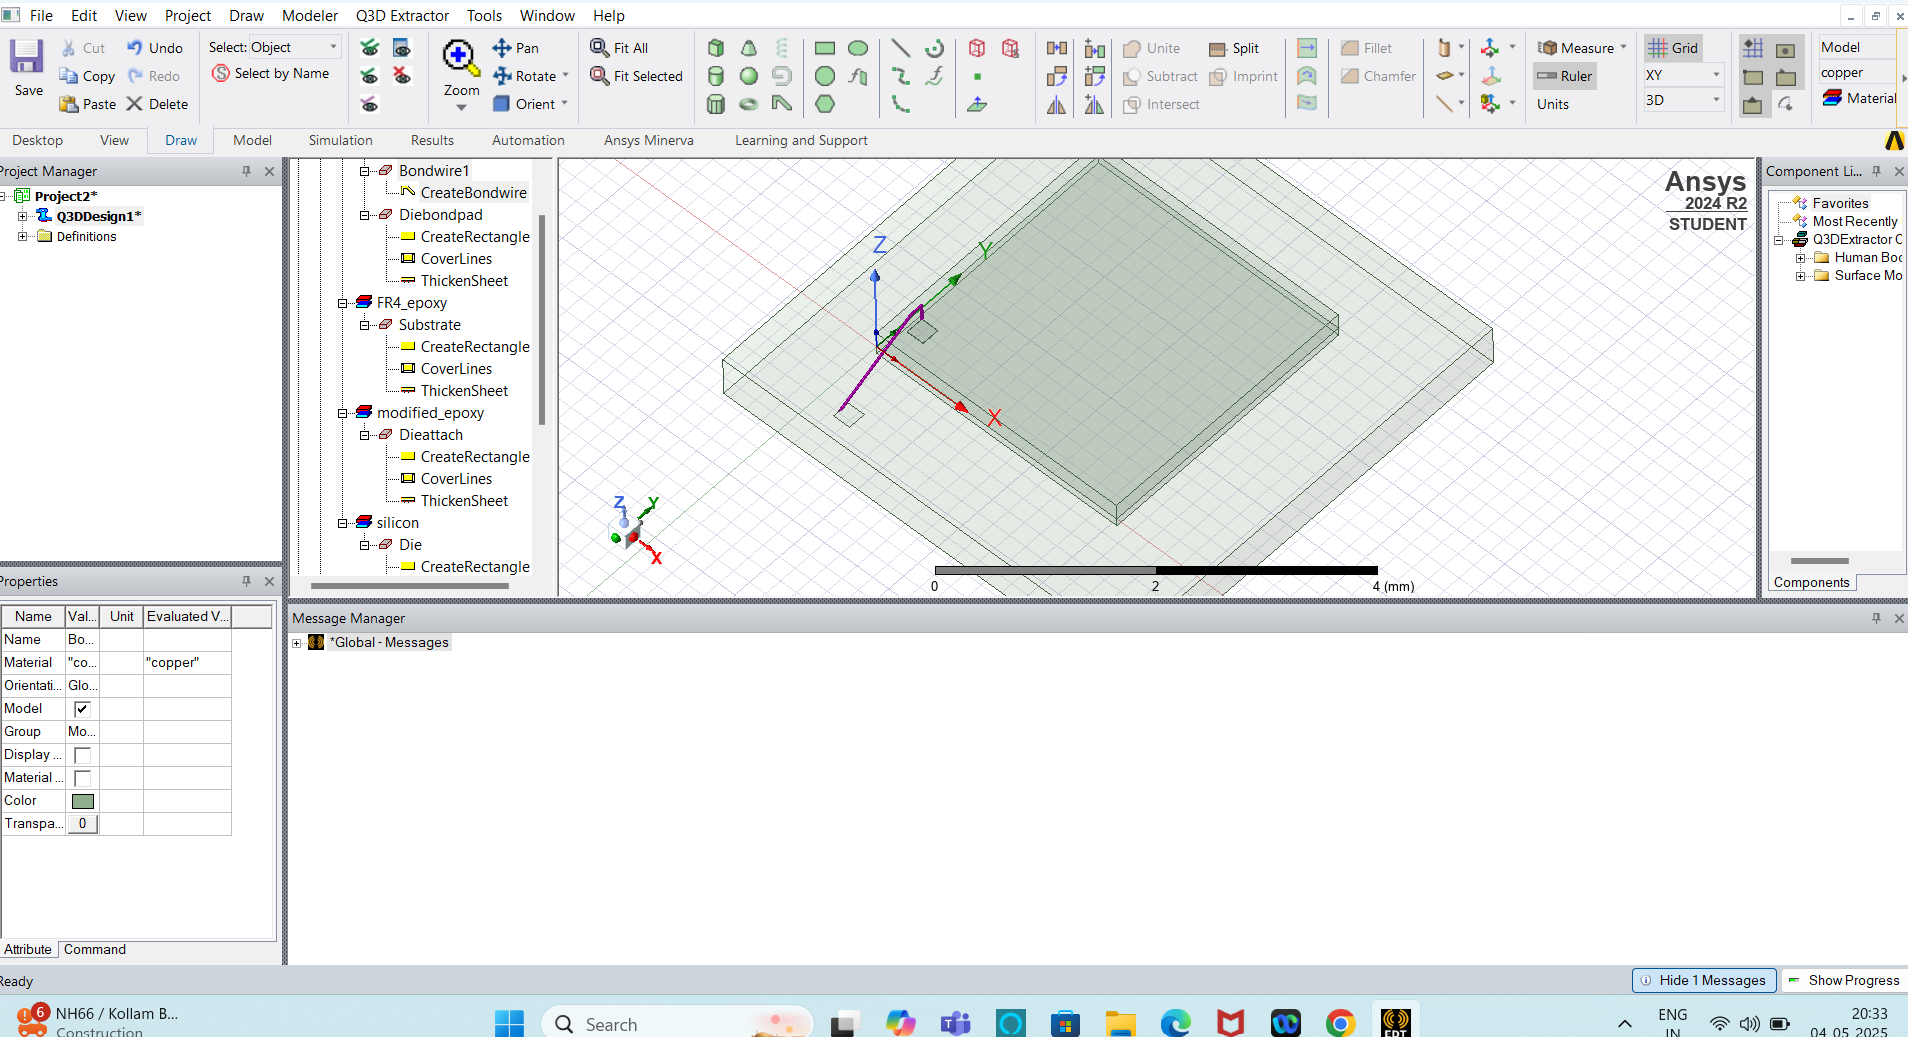 File Edit View Project Draw Modeler Q3D Extractor Tools Window Help
Save
Cut
Copy
Paste
Undo
Redo
Delete
Select: Object
Select by Name
Zoom
Pan
Rotate
Orient
Fit All
Fit Selected
Unite
Subtract
Intersect
Split
Imprint
Fillet
Chamfer
Measure
Ruler
Units
Grid
XY
3D
Model
copper
Material
Desktop View Draw Model Simulation Results Automation Ansys Minerva Learning and Support
Project Manager
Project2*
Q3DDesign1*
Definitions
Bondwire1
CreateBondwire
Diebondpad
CreateRectangle
CoverLines
ThickenSheet
FR4_epoxy
Substrate
CreateRectangle
CoverLines
ThickenSheet
modified_epoxy
Dieattach
CreateRectangle
CoverLines
ThickenSheet
silicon
Die
CreateRectangle
Z
Y
X
Z
Y
X
0 2 4 (mm)
Ansys
2024 R2
STUDENT
Component Li...
Favorites
Most Recently
Q3DExtractor C
Human Boc
Surface Mo
Components
Properties
Name Val... Unit Evaluated V...
Name Bo...
Material "co... "copper"
Orientati... Glo...
Model
Group Mo...
Display ...
Material ...
Color
Transpa... 0
Attribute Command
Message Manager
*Global - Messages
Ready
Hide 1 Messages
Show Progress
6
NH66 / Kollam B...
Construction
Search
EDT
ENG
IN
20:33
04-05-2025